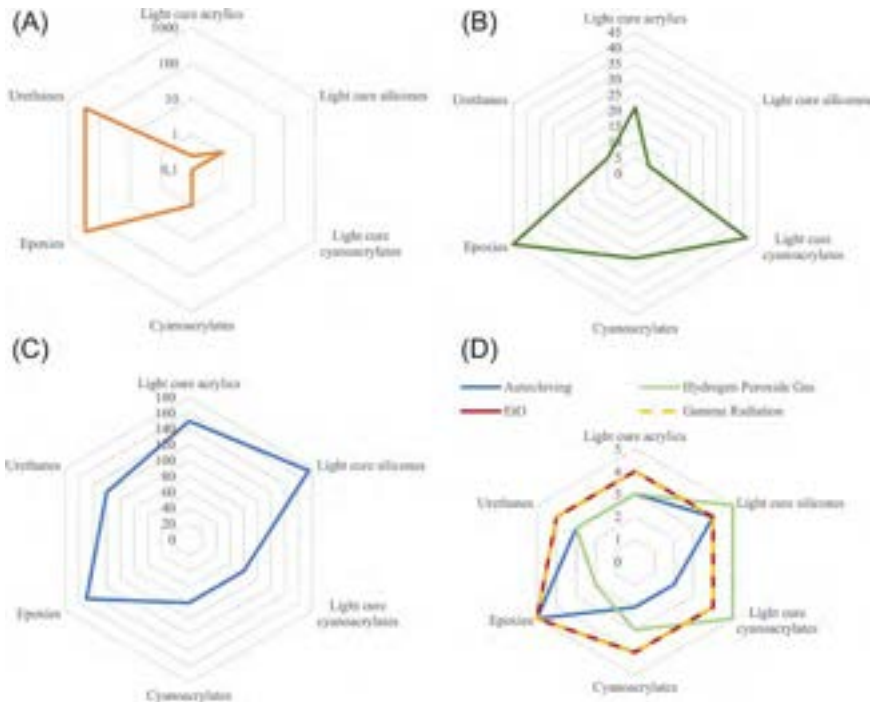 (A)
Light cure acrylics
1000
100
10
1
0,1
Urethanes
Light cure silicones
Epoxies
Light cure
cyanoacrylates
Cyanoacrylates
(B)
Light cure acrylics
45
40
35
30
25
20
15
10
5
0
Urethanes
Light cure silicones
Epoxies
Light cure
cyanoacrylates
Cyanoacrylates
(C)
Light cure acrylics
180
160
140
120
100
80
60
40
20
0
Urethanes
Light cure silicones
Epoxies
Light cure
cyanoacrylates
Cyanoacrylates
(D)
Autoclaving
Hydrogen Peroxide Gas
EtO
Gamma Radiation
Light cure acrylics
5
4
3
2
1
0
Urethanes
Light cure silicones
Epoxies
Light cure
cyanoacrylates
Cyanoacrylates